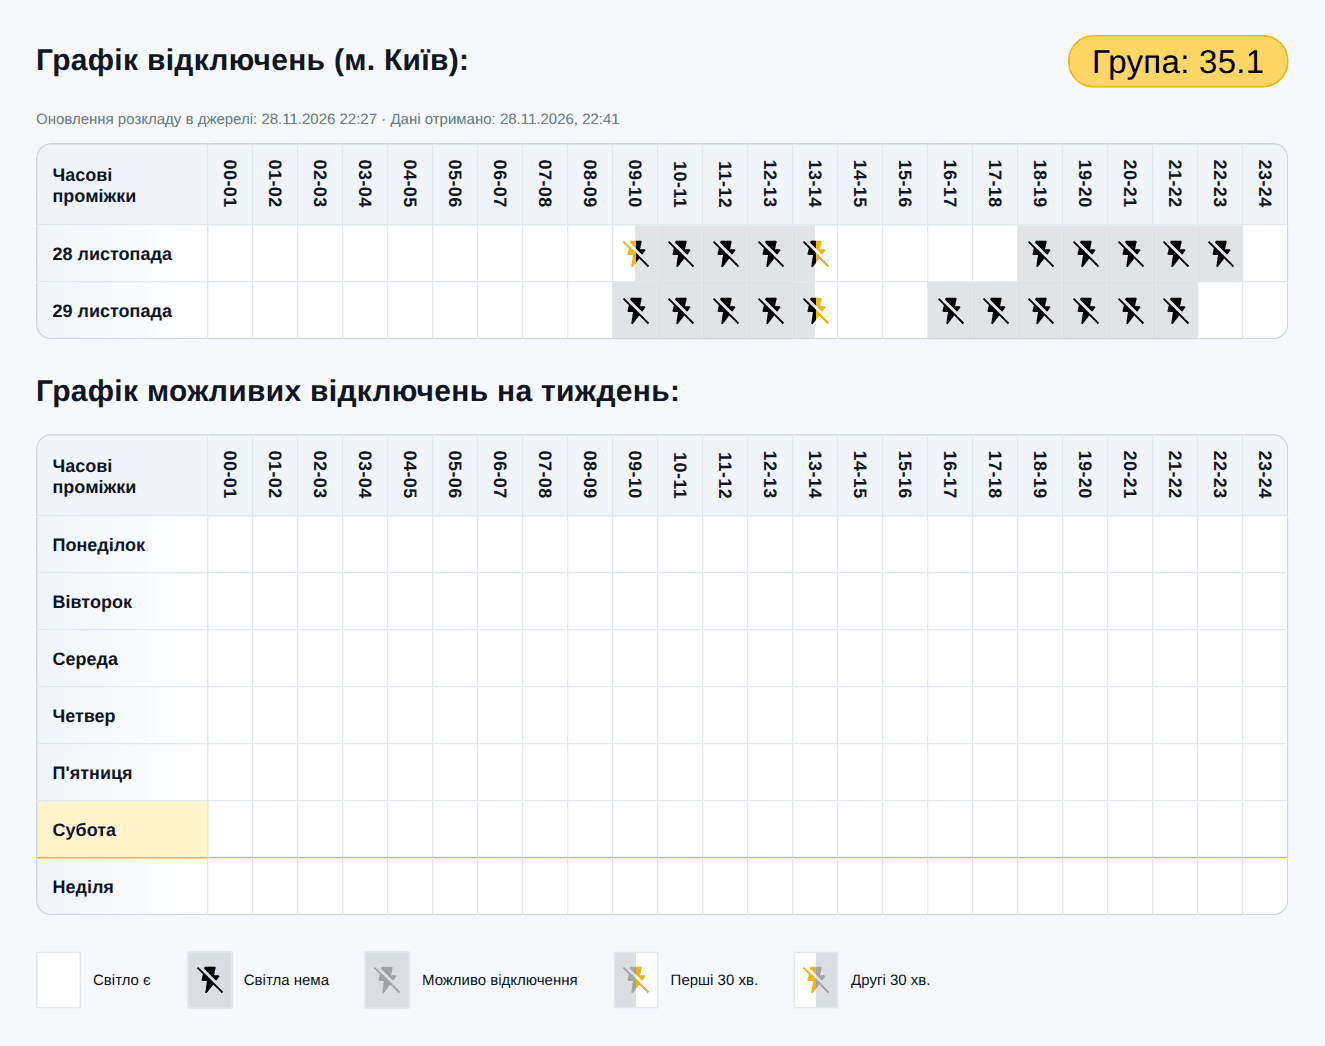 Графік відключень (м. Київ):
Група: 35.1
Оновлення розкладу в джерелі: 28.11.2026 22:27 · Дані отримано: 28.11.2026, 22:41
Часові
проміжки
00-01 01-02 02-03 03-04 04-05 05-06 06-07 07-08 08-09 09-10 10-11 11-12 12-13 13-14 14-15 15-16 16-17 17-18 18-19 19-20 20-21 21-22 22-23 23-24
28 листопада
29 листопада
Графік можливих відключень на тиждень:
Часові
проміжки
00-01 01-02 02-03 03-04 04-05 05-06 06-07 07-08 08-09 09-10 10-11 11-12 12-13 13-14 14-15 15-16 16-17 17-18 18-19 19-20 20-21 21-22 22-23 23-24
Понеділок
Вівторок
Середа
Четвер
П'ятниця
Субота
Неділя
Світло є Світла нема Можливо відключення Перші 30 хв. Другі 30 хв.